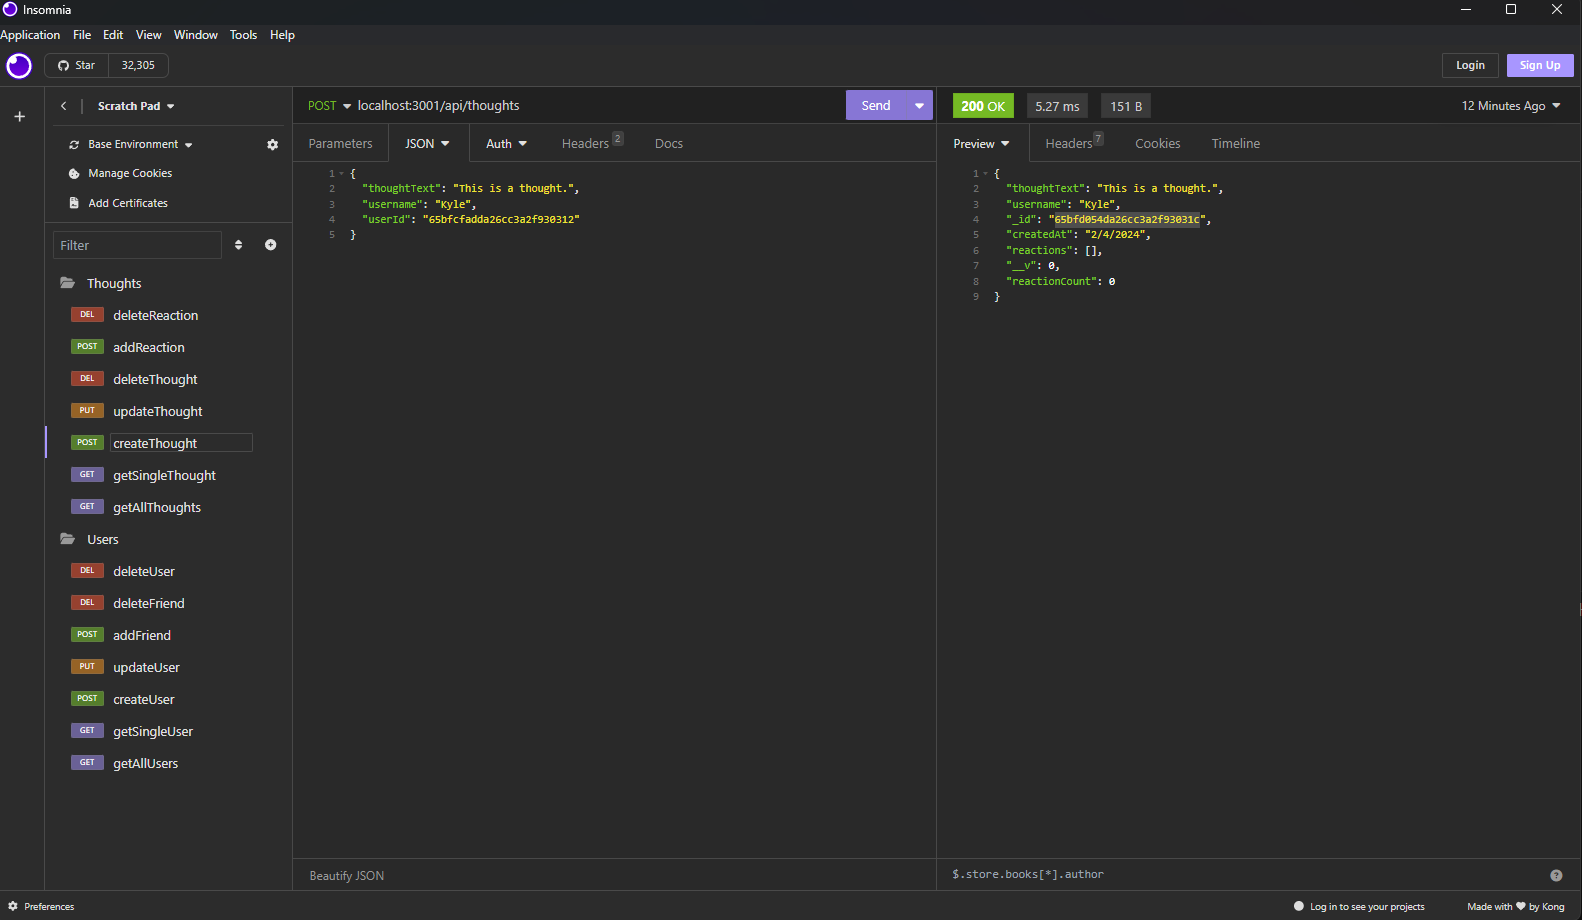 Insomnia
Application File Edit View Window Tools Help
Star 32,305 Login Sign Up
Scratch Pad
Base Environment
Manage Cookies
Add Certificates
Filter
Thoughts
DEL deleteReaction
POST addReaction
DEL deleteThought
PUT updateThought
POST createThought
GET getSingleThought
GET getAllThoughts
Users
DEL deleteUser
DEL deleteFriend
POST addFriend
PUT updateUser
POST createUser
GET getSingleUser
GET getAllUsers
POST localhost:3001/api/thoughts Send
Parameters JSON Auth Headers 2 Docs
1 {
2 "thoughtText": "This is a thought.",
3 "username": "Kyle",
4 "userId": "65bfcfadda26cc3a2f930312"
5 }
Beautify JSON
200 OK 5.27 ms 151 B 12 Minutes Ago
Preview Headers 7 Cookies Timeline
1 {
2 "thoughtText": "This is a thought.",
3 "username": "Kyle",
4 "_id": "65bfd054da26cc3a2f93031c",
5 "createdAt": "2/4/2024",
6 "reactions": [],
7 "__v": 0,
8 "reactionCount": 0
9 }
$.store.books[*].author
Preferences Log in to see your projects Made with ♥ by Kong